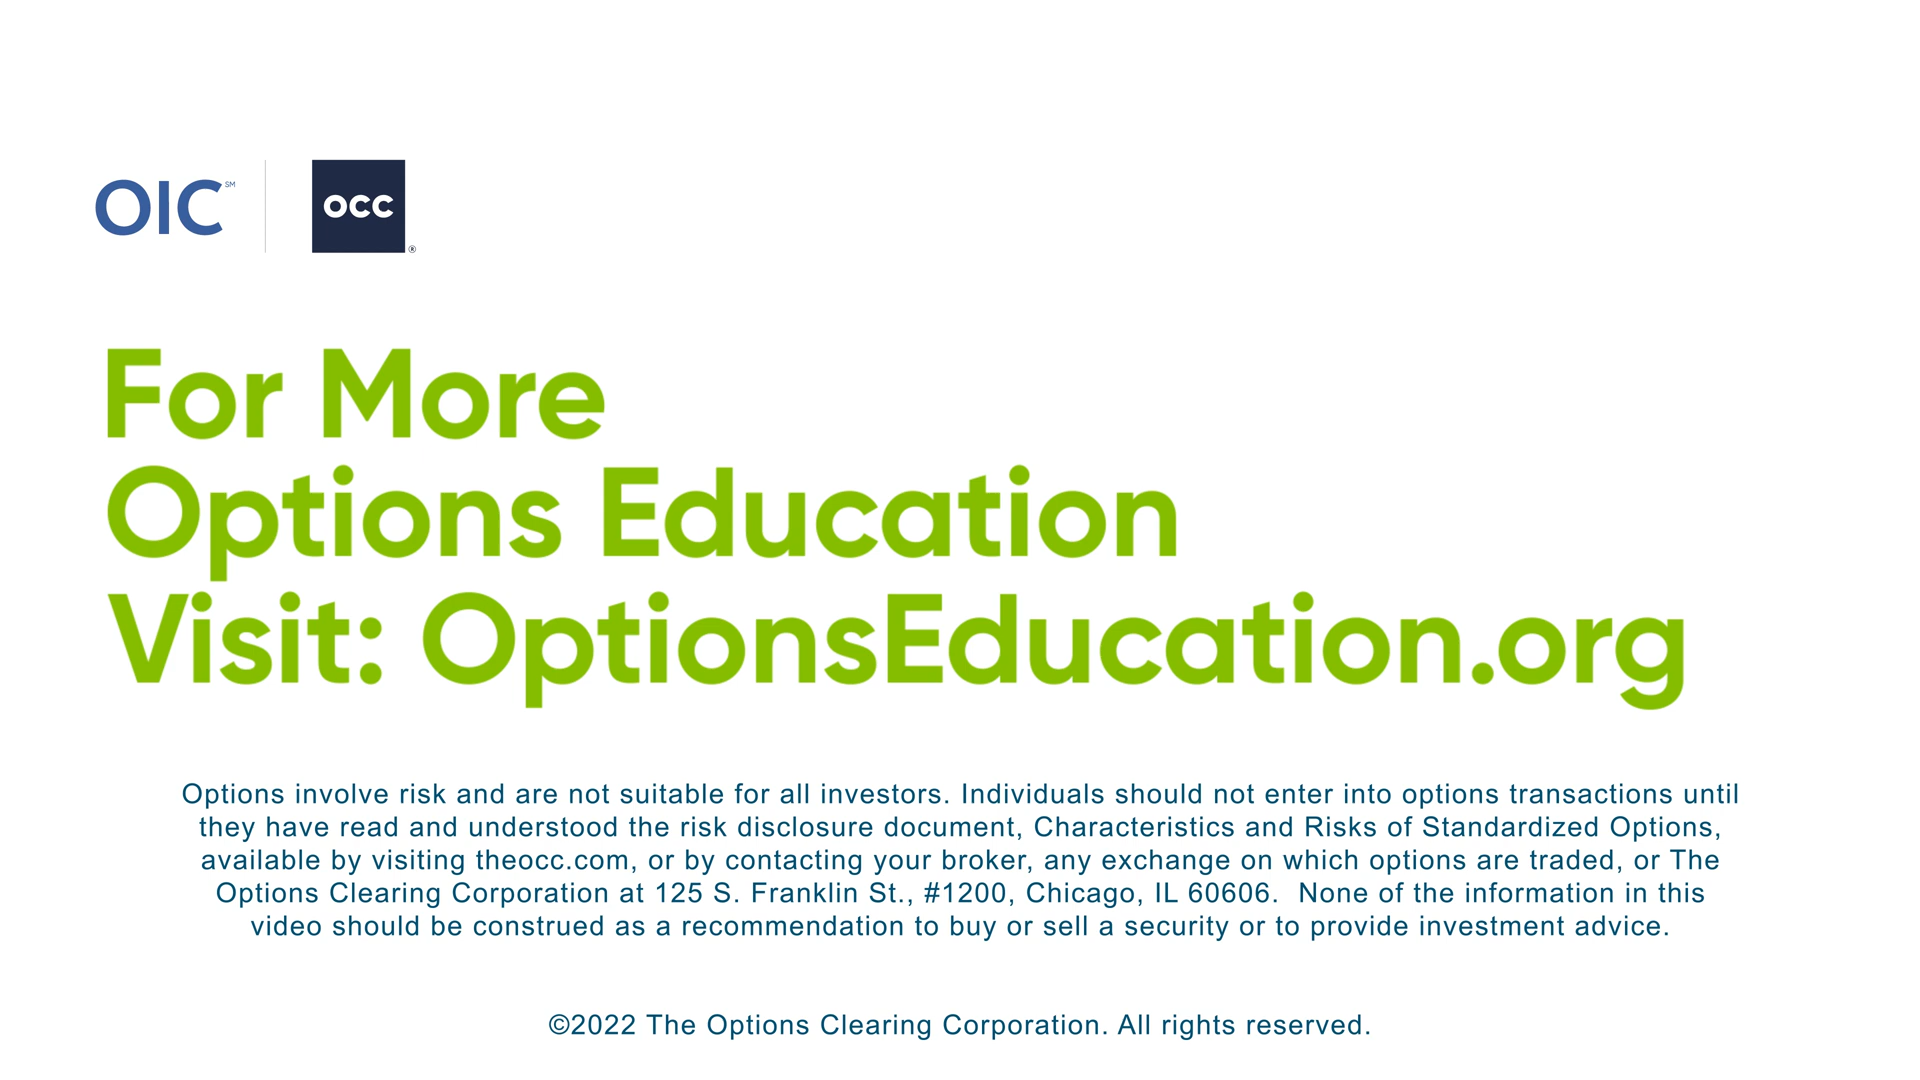 OIC℠
OCC®
For More
Options Education
Visit: OptionsEducation.org
Options involve risk and are not suitable for all investors. Individuals should not enter into options transactions until
they have read and understood the risk disclosure document, Characteristics and Risks of Standardized Options,
available by visiting theocc.com, or by contacting your broker, any exchange on which options are traded, or The
Options Clearing Corporation at 125 S. Franklin St., #1200, Chicago, IL 60606.  None of the information in this
video should be construed as a recommendation to buy or sell a security or to provide investment advice.
©2022 The Options Clearing Corporation. All rights reserved.